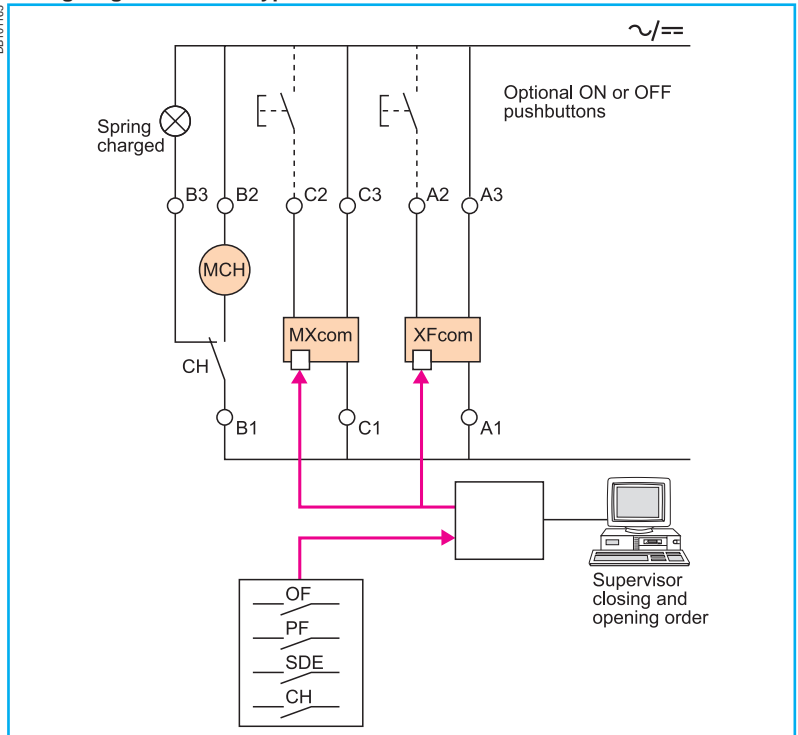 ~/==
Optional ON or OFF
pushbuttons
Spring
charged
B3 B2 C2 C3 A2 A3
MCH
MXcom XFcom
CH
B1 C1 A1
OF
PF
SDE
CH
Supervisor
closing and
opening order